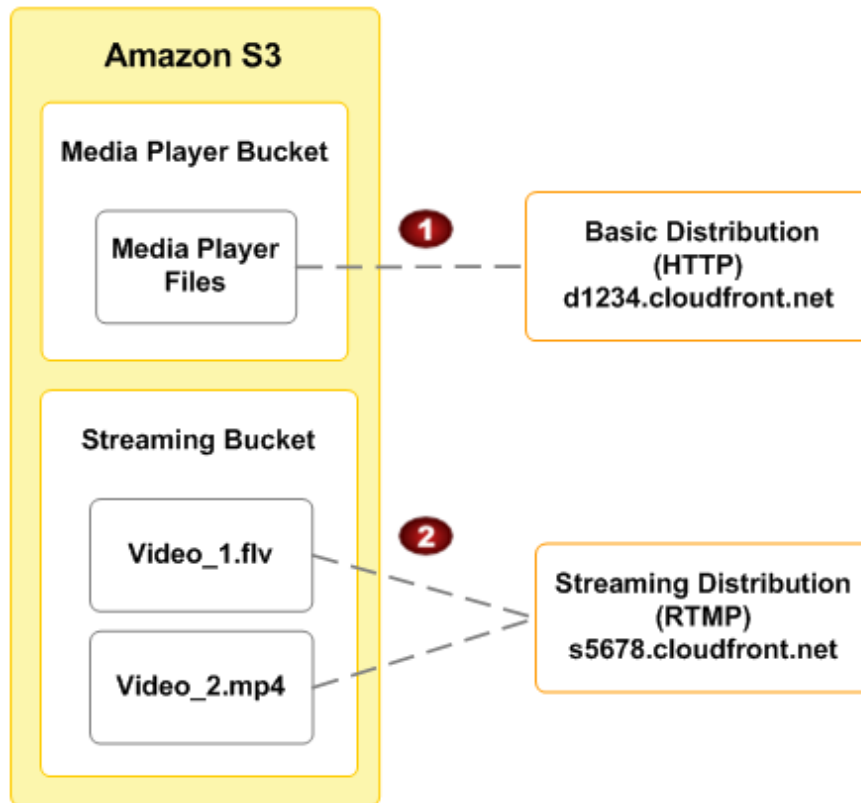 Amazon S3
Media Player Bucket
Media Player
Files
1
Basic Distribution
(HTTP)
d1234.cloudfront.net
Streaming Bucket
Video_1.flv
2
Streaming Distribution
(RTMP)
s5678.cloudfront.net
Video_2.mp4